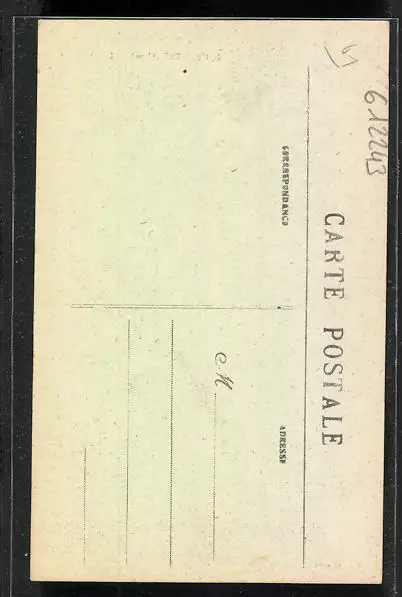 612243
CARTE POSTALE
CORRESPONDANCE
ADRESSE
M